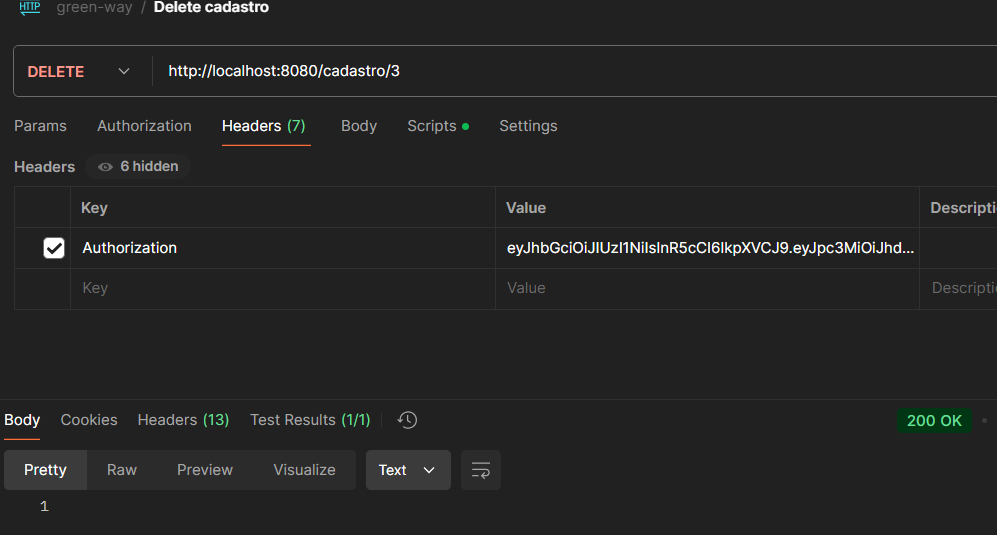 HTTP green-way / Delete cadastro
DELETE http://localhost:8080/cadastro/3
Params Authorization Headers (7) Body Scripts Settings
Headers 6 hidden
Key Value Descripti
Authorization eyJhbGciOiJIUzI1NiIsInR5cCI6IkpXVCJ9.eyJpc3MiOiJhd...
Key Value Descripti
Body Cookies Headers (13) Test Results (1/1) 200 OK
Pretty Raw Preview Visualize Text
1